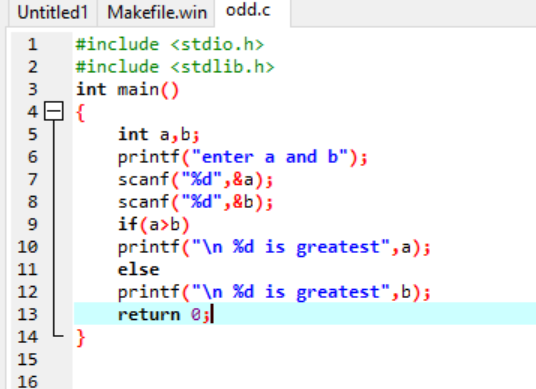 Untitled1 Makefile.win odd.c
1 #include <stdio.h>
2 #include <stdlib.h>
3 int main()
4 {
5 int a,b;
6 printf("enter a and b");
7 scanf("%d",&a);
8 scanf("%d",&b);
9 if(a>b)
10 printf("\n %d is greatest",a);
11 else
12 printf("\n %d is greatest",b);
13 return 0;
14 }
15
16